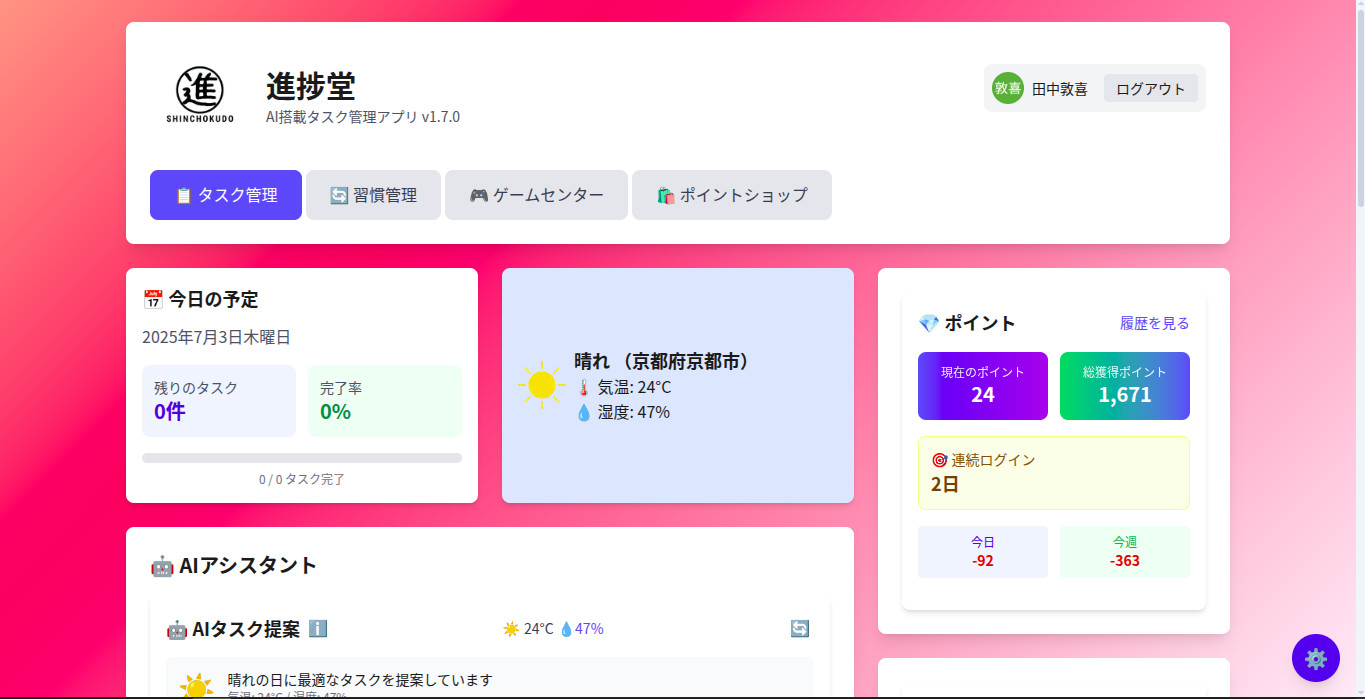 進
SHINCHOKUDO
進捗堂
AI搭載タスク管理アプリ v1.7.0
敦喜
田中敦喜
ログアウト
📋 タスク管理
🔄 習慣管理
🎮 ゲームセンター
🛍️ ポイントショップ
📅 今日の予定
2025年7月3日木曜日
残りのタスク
0件
完了率
0%
0 / 0 タスク完了
晴れ （京都府京都市）
🌡️ 気温: 24°C
💧 湿度: 47%
💎 ポイント
履歴を見る
現在のポイント
24
総獲得ポイント
1,671
🎯 連続ログイン
2日
今日
-92
今週
-363
🤖 AIアシスタント
🤖 AIタスク提案 ℹ️
☀️ 24°C 💧47%
🔄
晴れの日に最適なタスクを提案しています
気温: 24°C / 湿度: 47%